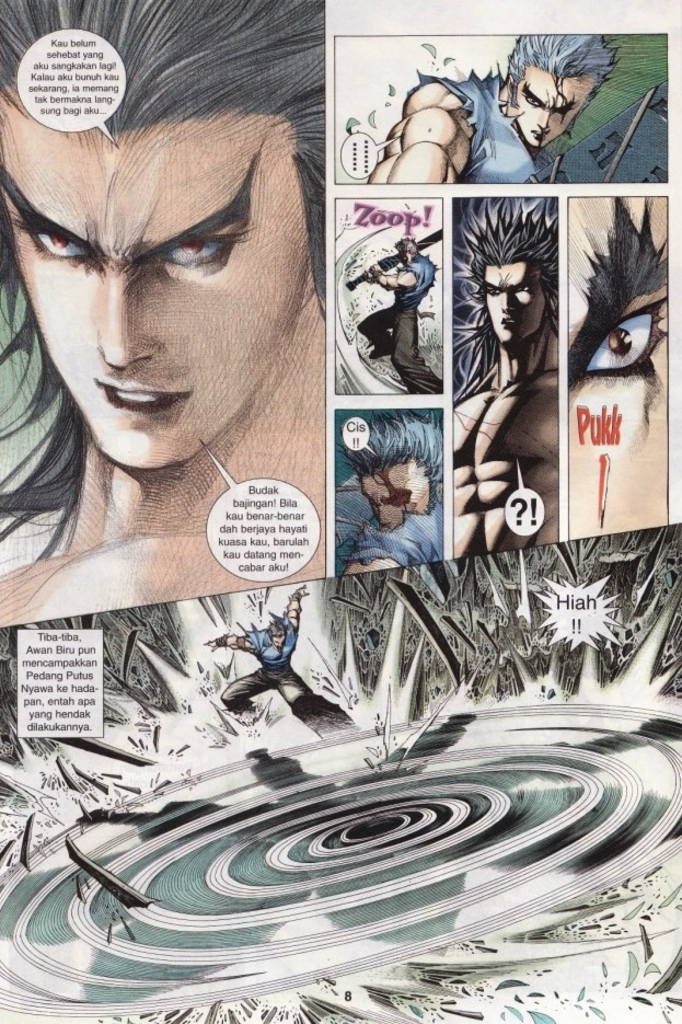 Kau belum
sehebat yang
aku sangkakan lagi!
Kalau aku bunuh kau
sekarang, ia memang
tak bermakna lang-
sung bagi aku...
Budak
bajingan! Bila
kau benar-benar
dah berjaya hayati
kuasa kau, barulah
kau datang men-
cabar aku!
......
Zoop!
Cis
!!
?!
Pukk
!
Tiba-tiba,
Awan Biru pun
mencampakkan
Pedang Putus
Nyawa ke hada-
pan, entah apa
yang hendak
dilakukannya.
Hiah
!!
8